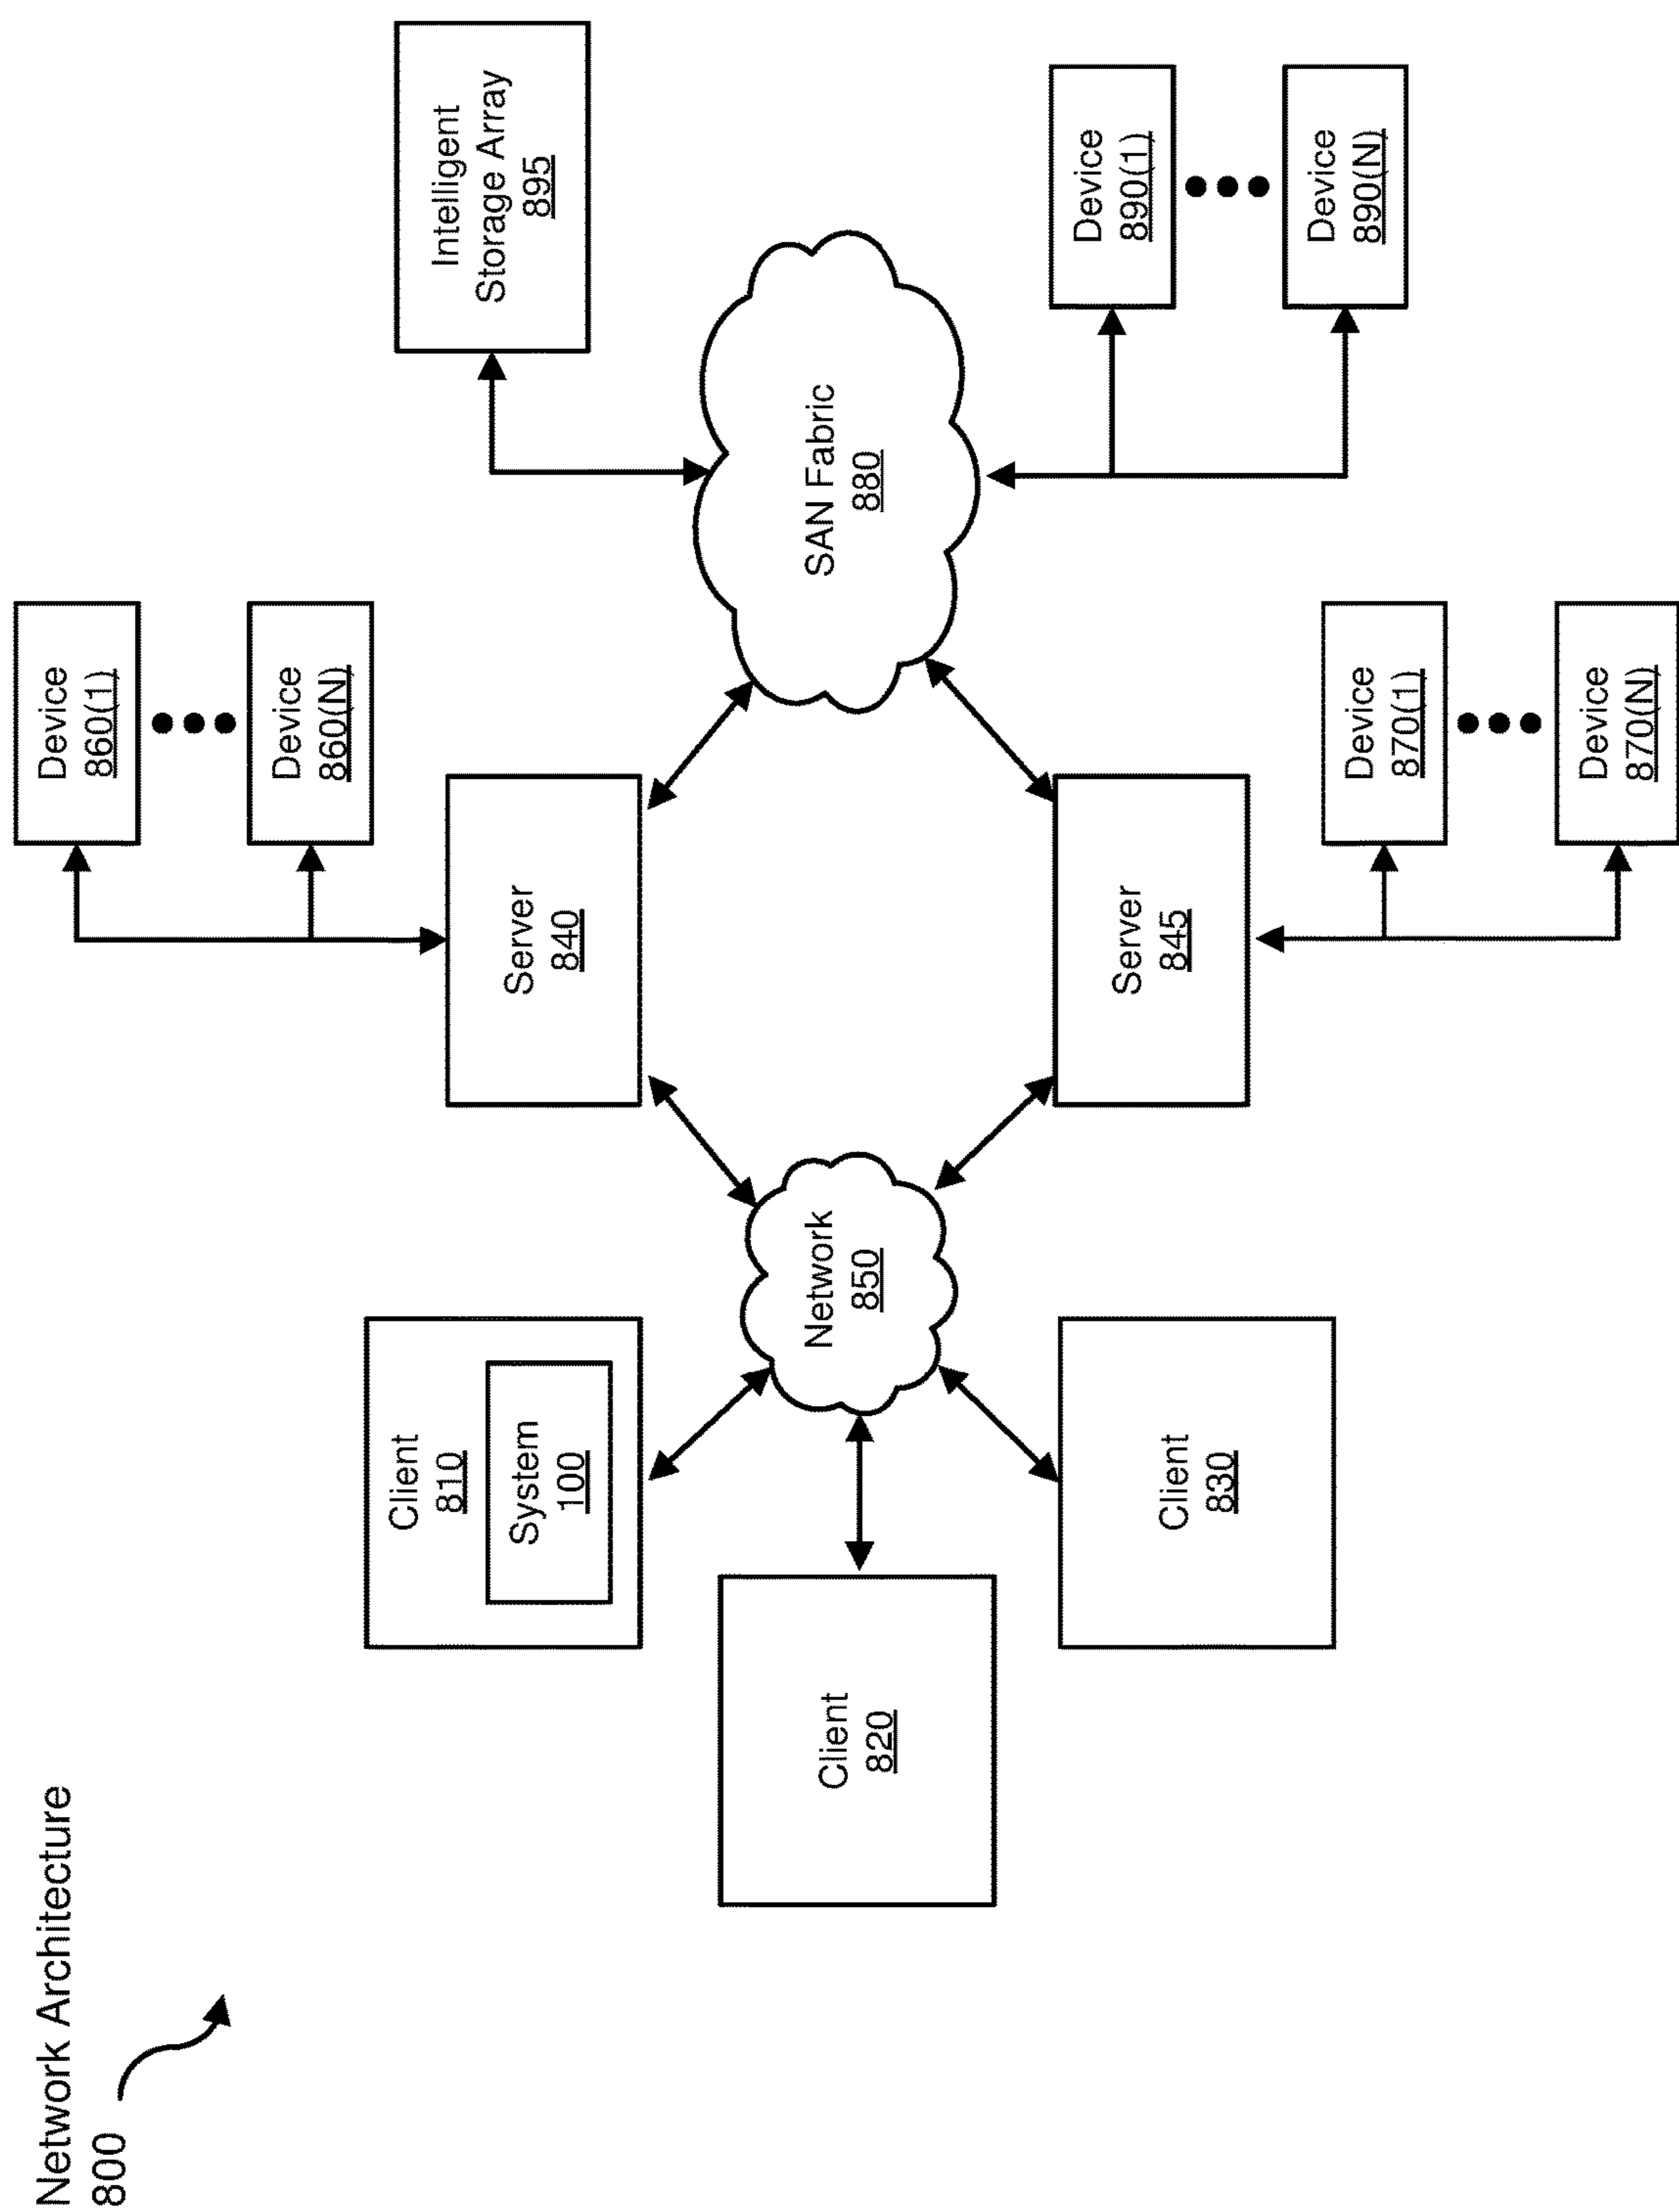 Network Architecture
800
Device
860(1)
Device
860(N)
Intelligent
Storage Array
895
Client
810
System
100
Server
840
Client
820
Network
850
SAN Fabric
880
Client
830
Server
845
Device
890(1)
Device
890(N)
Device
870(1)
Device
870(N)